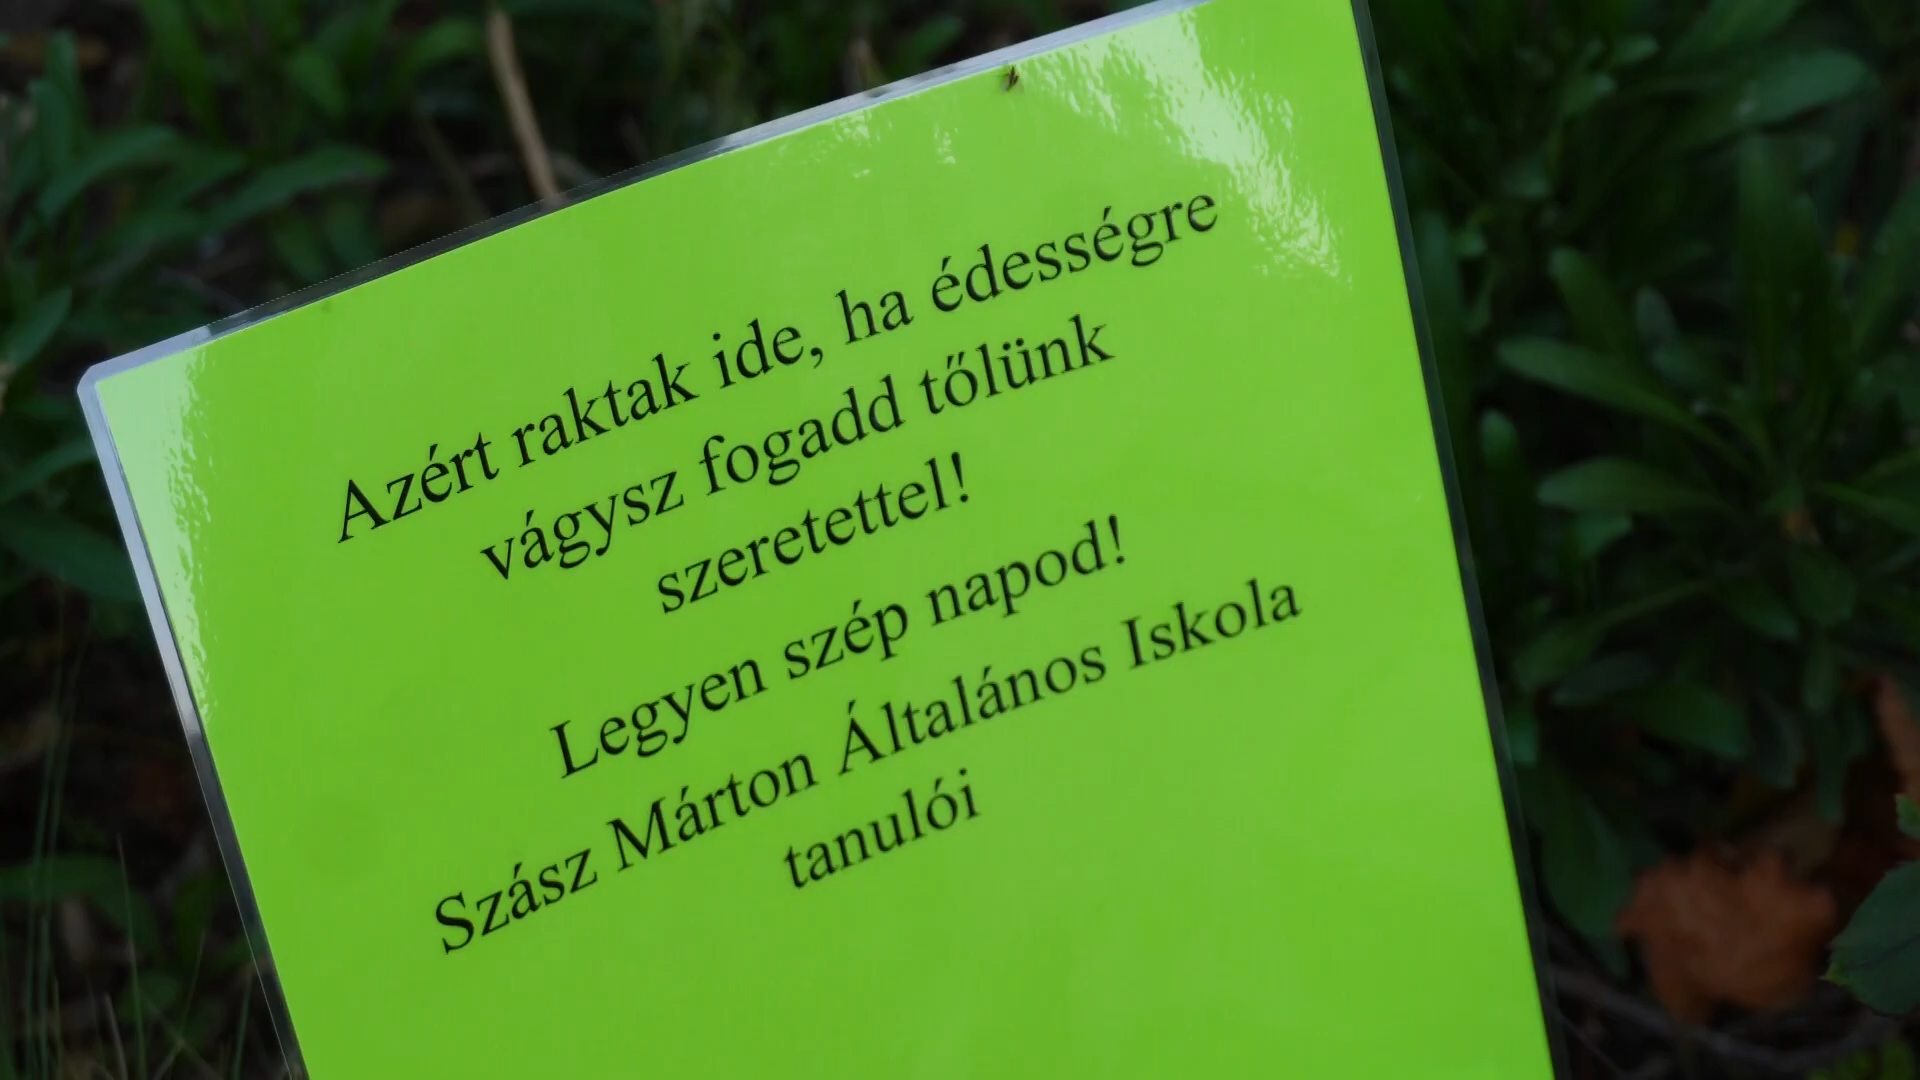 Azért raktak ide, ha édességre
vágysz fogadd tőlünk
szeretettel!
Legyen szép napod!
Szász Márton Általános Iskola
tanulói